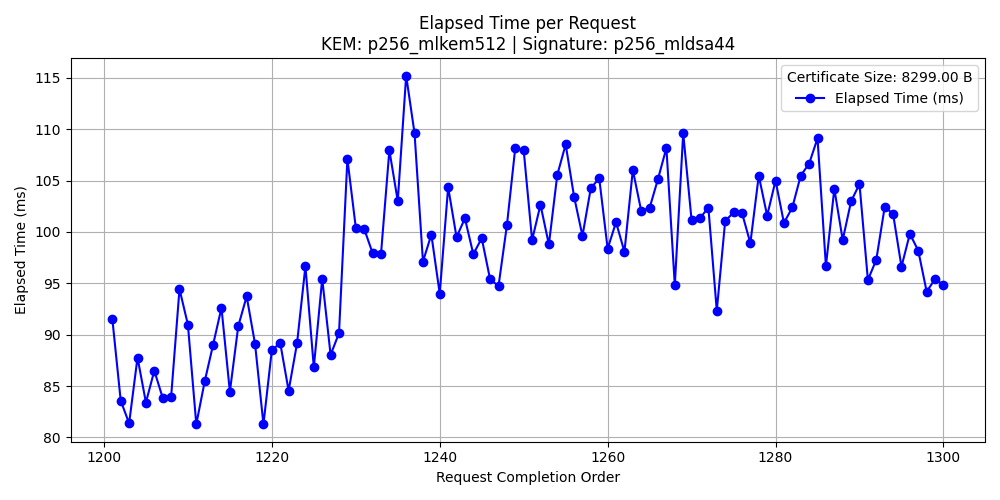 Elapsed Time per Request
KEM: p256_mlkem512 | Signature: p256_mldsa44
Certificate Size: 8299.00 B
Elapsed Time (ms)
Elapsed Time (ms)
115
110
105
100
95
90
85
80
1200
1220
1240
1260
1280
1300
Request Completion Order